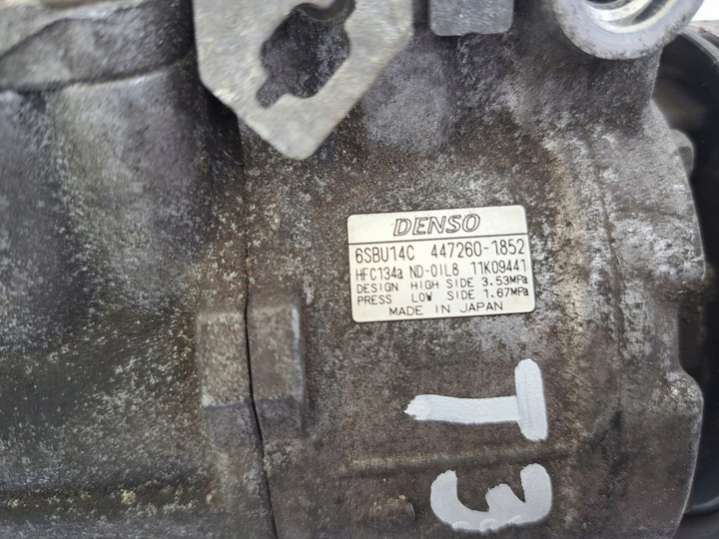 DENSO
6SBU14C 447260-1852
HFC134a ND-OIL8 11K09441
DESIGN HIGH SIDE 3.53MPa
PRESS LOW SIDE 1.67MPa
MADE IN JAPAN
T3